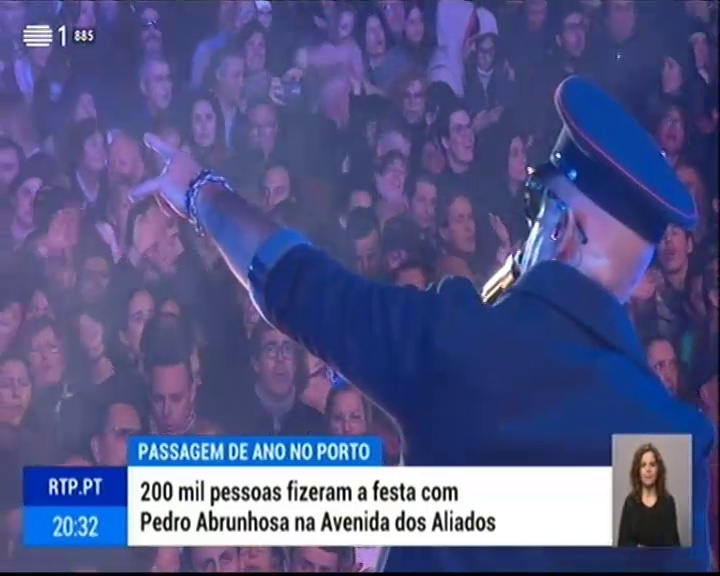 1 885
PASSAGEM DE ANO NO PORTO
RTP.PT
200 mil pessoas fizeram a festa com
20:32
Pedro Abrunhosa na Avenida dos Aliados